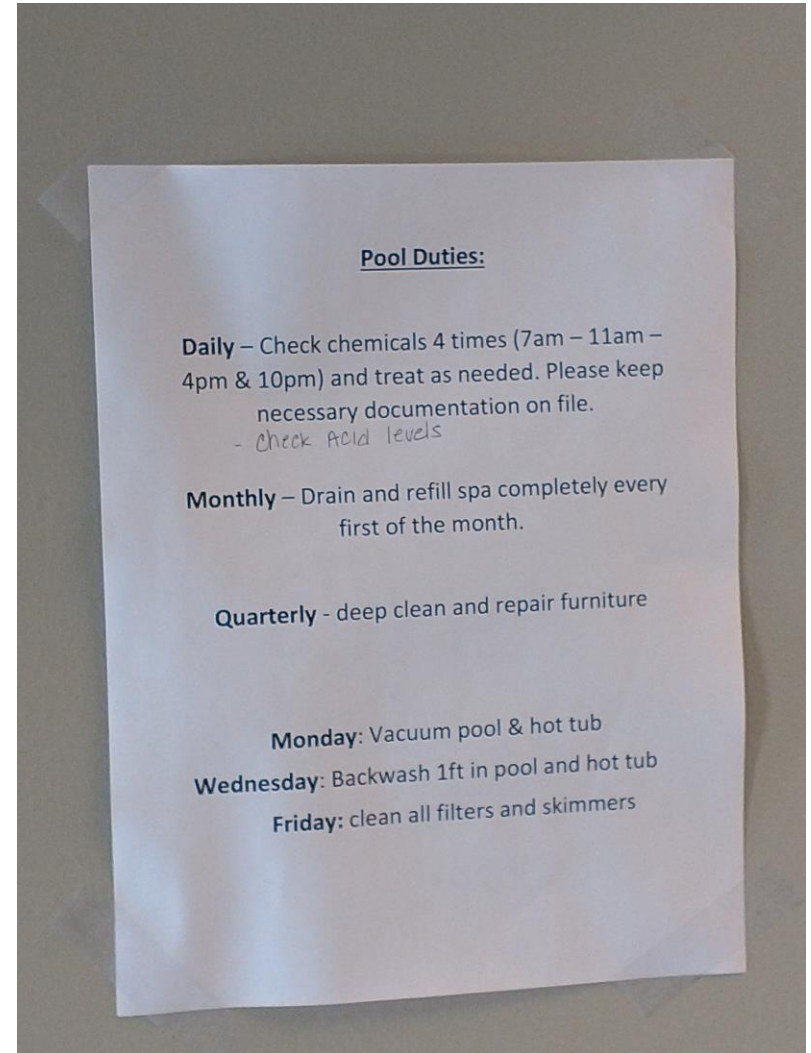 Pool Duties:
Daily – Check chemicals 4 times (7am – 11am –
4pm & 10pm) and treat as needed. Please keep
necessary documentation on file.
- Check Acid levels
Monthly – Drain and refill spa completely every
first of the month.
Quarterly - deep clean and repair furniture
Monday: Vacuum pool & hot tub
Wednesday: Backwash 1ft in pool and hot tub
Friday: clean all filters and skimmers